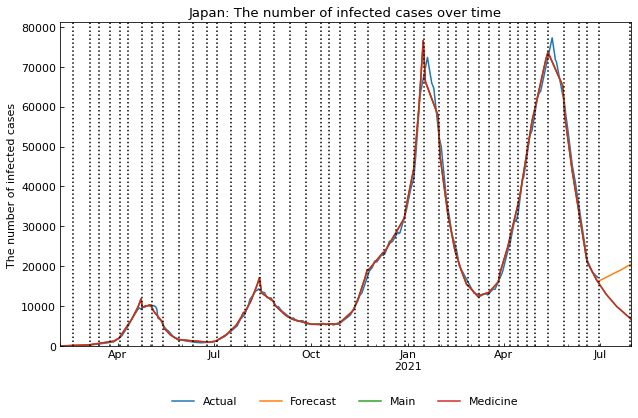 Japan: The number of infected cases over time
The number of infected cases
80000
70000
60000
50000
40000
30000
20000
10000
0
Apr Jul Oct Jan Apr Jul
2021
Actual Forecast Main Medicine